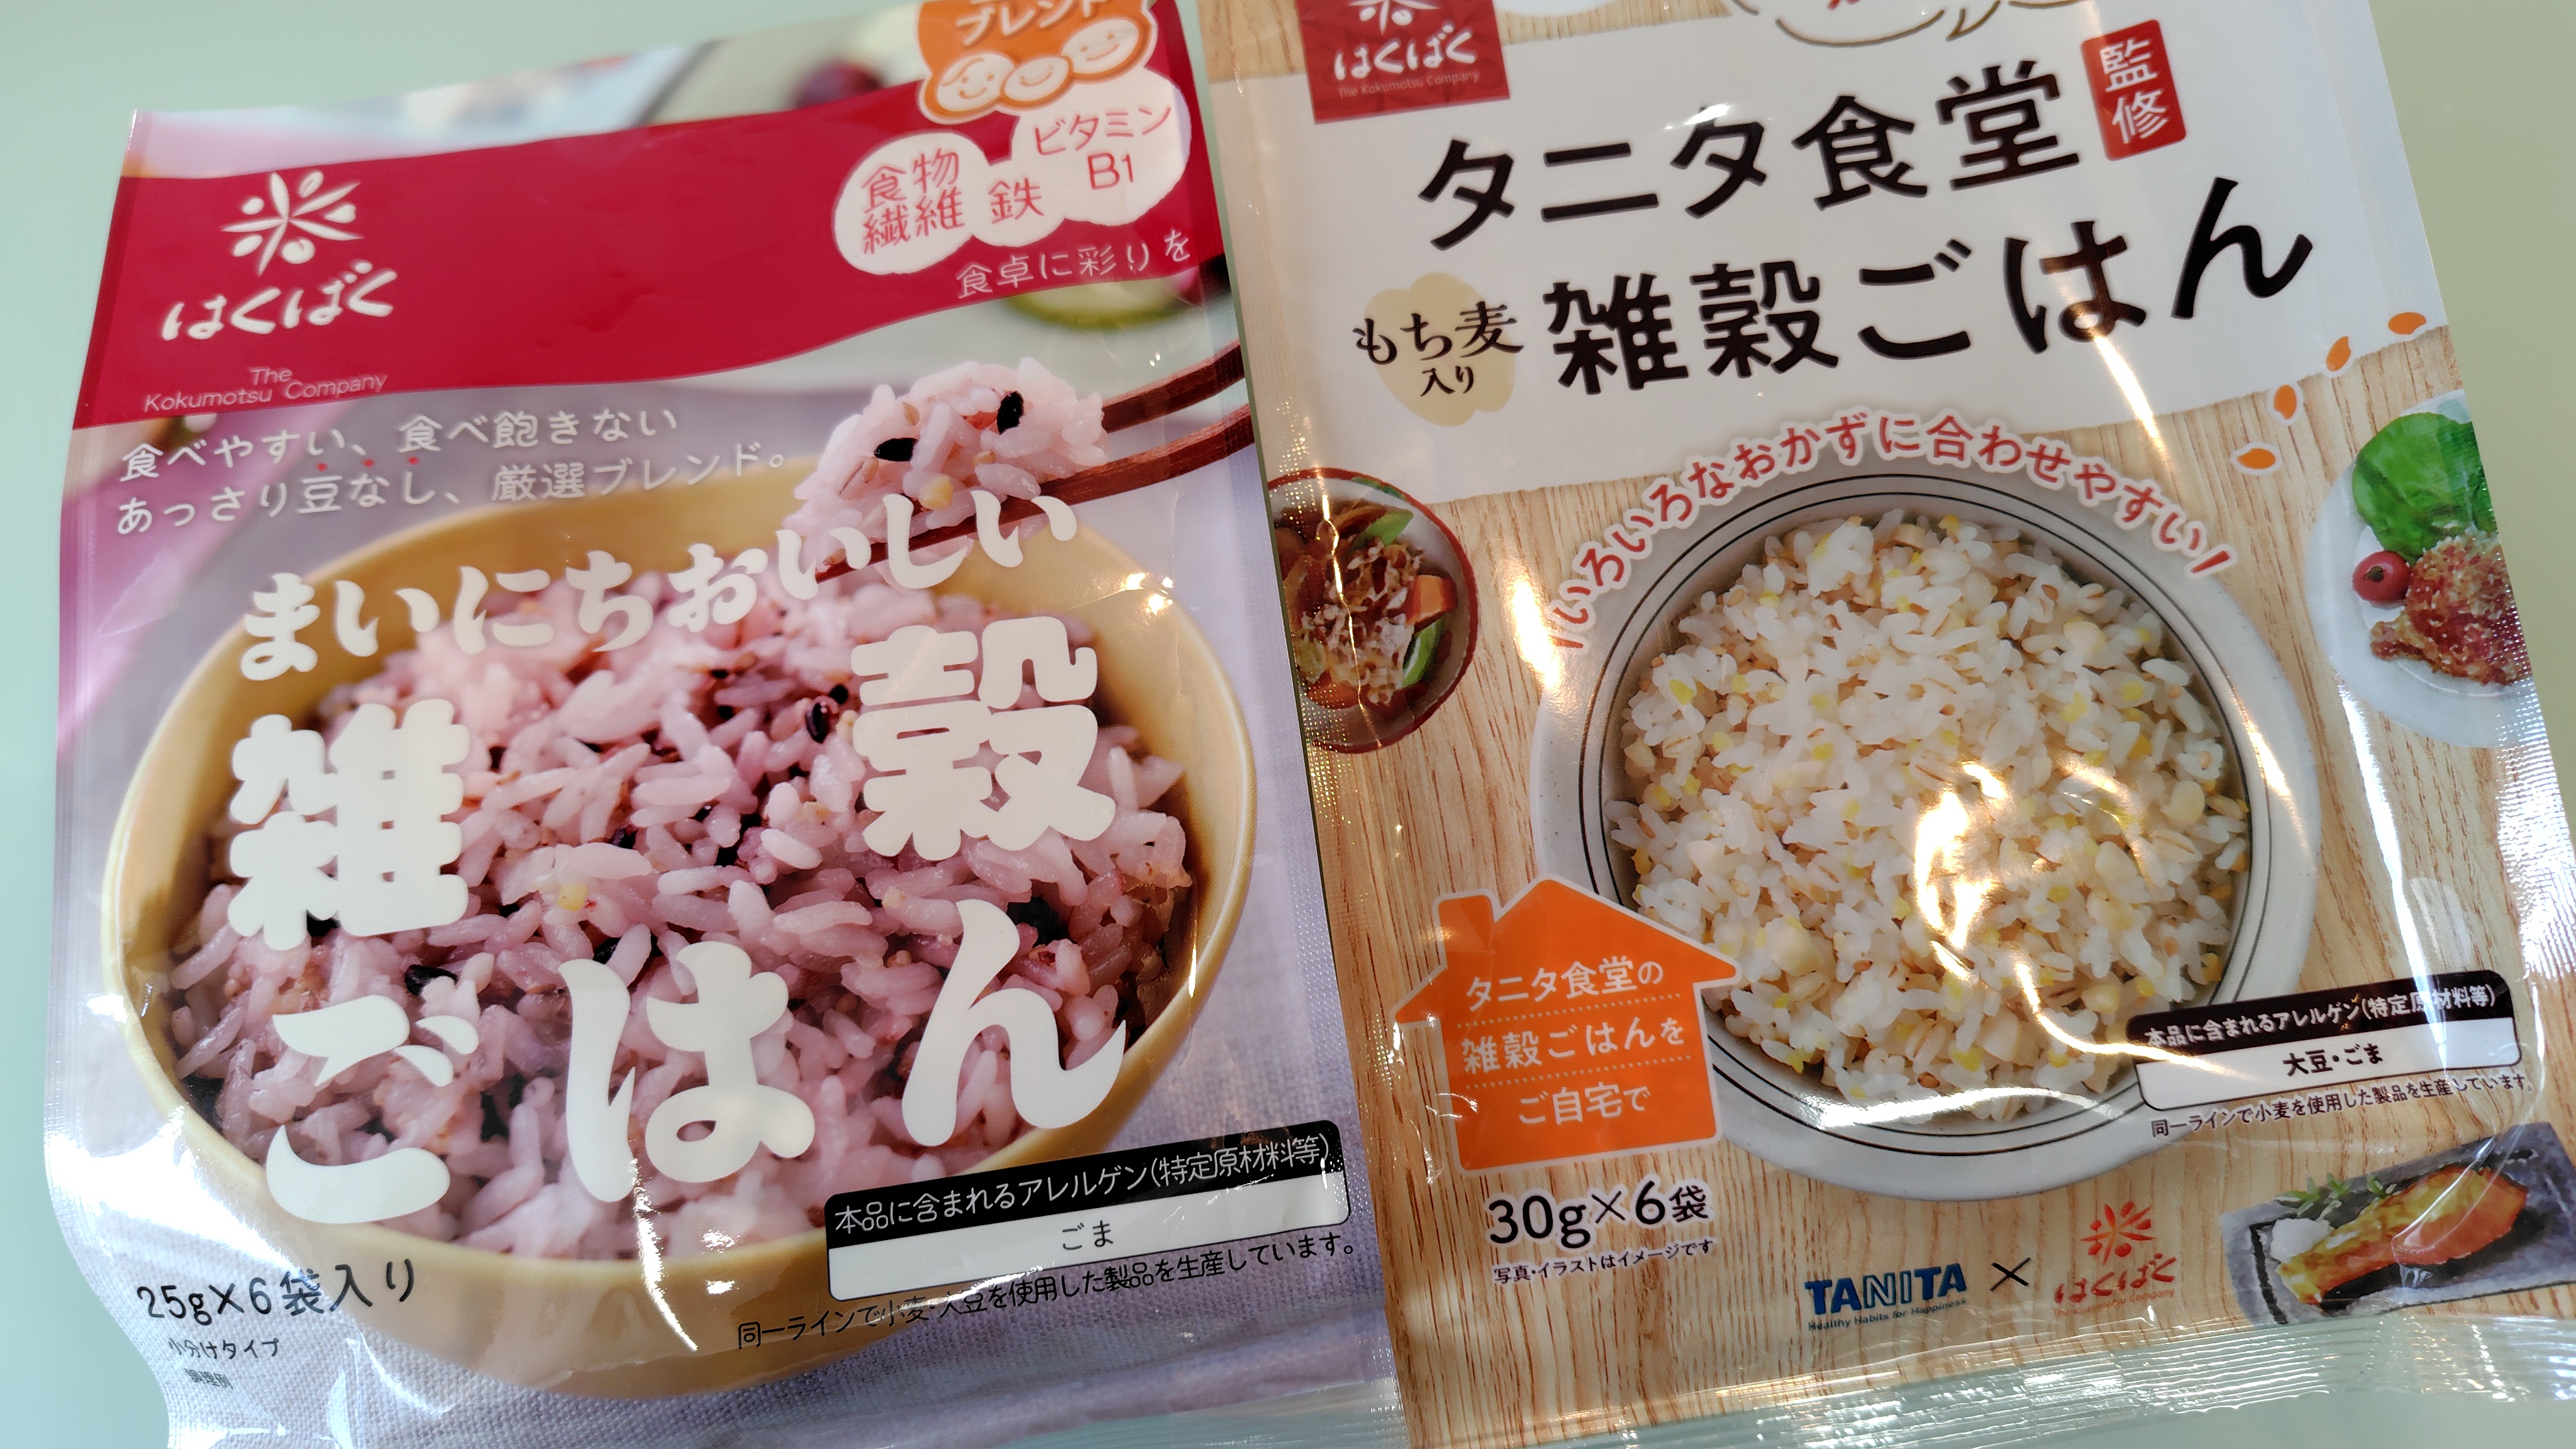 ブレンド
食物
繊維
鉄
ビタミン
B1
食卓に彩りを
はくばく
The
Kokumotsu Company
食べやすい、食べ飽きない
あっさり豆なし、厳選ブレンド。
まいにちおいしい
雑穀
ごはん
本品に含まれるアレルゲン(特定原材料等)
ごま
同一ラインで小麦・大豆を使用した製品を生産しています。
25g×6袋入り
小分けタイプ
調理例
はくばく
The Kokumotsu Company
監修
タニタ食堂
もち麦
入り
雑穀ごはん
いろいろなおかずに合わせやすい!
タニタ食堂の
雑穀ごはんを
ご自宅で
本品に含まれるアレルゲン(特定原材料等)
大豆・ごま
同一ラインで小麦を使用した製品を生産しています。
30g×6袋
写真・イラストはイメージです
TANITA
Healthy Habits for Happiness
×
はくばく
The Kokumotsu Company